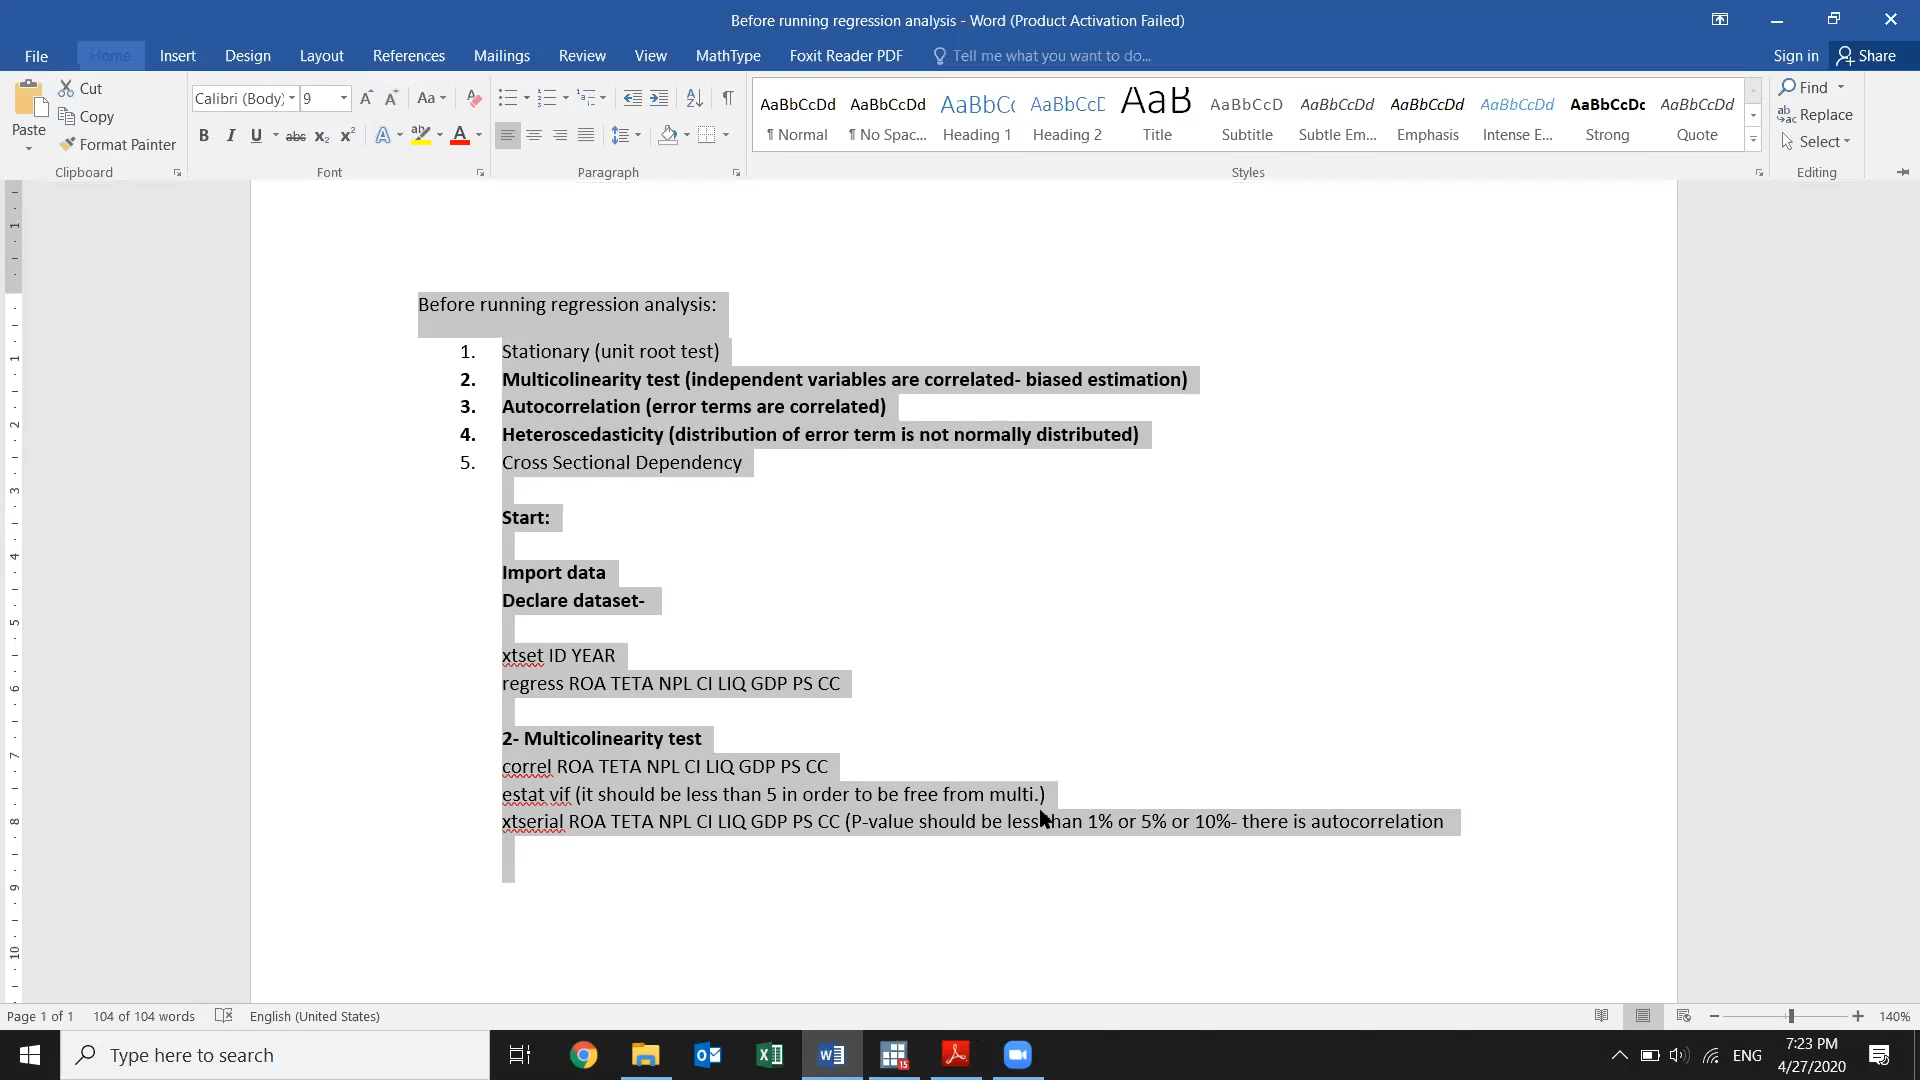 Before running regression analysis - Word (Product Activation Failed)
File Home Insert Design Layout References Mailings Review View MathType Foxit Reader PDF Tell me what you want to do... Sign in Share
Paste Cut Copy Format Painter
Calibri (Body) 9
AaBbCcDd AaBbCcDd AaBbCc AaBbCcD AaB AaBbCcD AaBbCcDd AaBbCcDd AaBbCcDd AaBbCcDc AaBbCcDd
¶ Normal ¶ No Spac... Heading 1 Heading 2 Title Subtitle Subtle Em... Emphasis Intense E... Strong Quote
Find
Replace
Select
Clipboard Font Paragraph Styles Editing
Before running regression analysis:
1. Stationary (unit root test)
2. Multicolinearity test (independent variables are correlated- biased estimation)
3. Autocorrelation (error terms are correlated)
4. Heteroscedasticity (distribution of error term is not normally distributed)
5. Cross Sectional Dependency
Start:
Import data
Declare dataset-
xtset ID YEAR
regress ROA TETA NPL CI LIQ GDP PS CC
2- Multicolinearity test
correl ROA TETA NPL CI LIQ GDP PS CC
estat vif (it should be less than 5 in order to be free from multi.)
xtserial ROA TETA NPL CI LIQ GDP PS CC (P-value should be less than 1% or 5% or 10%- there is autocorrelation
Page 1 of 1 104 of 104 words English (United States) 140%
Type here to search
ENG
7:23 PM
4/27/2020